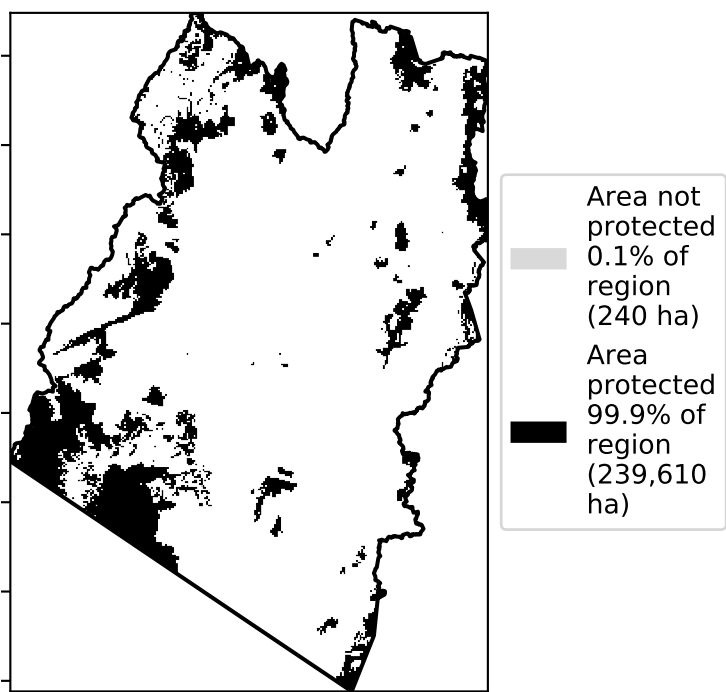 Area not
protected
0.1% of
region
(240 ha)
Area
protected
99.9% of
region
(239,610
ha)